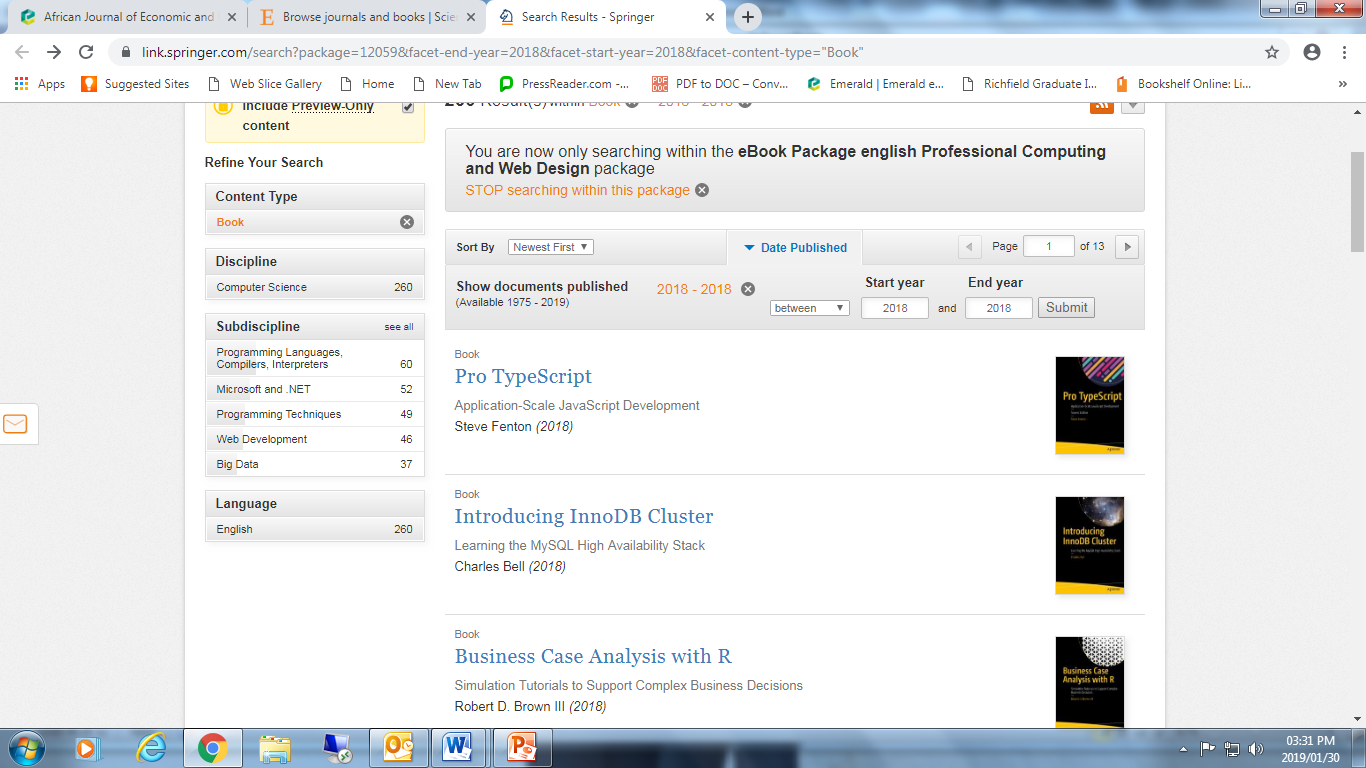 African Journal of Economic and
Browse journals and books | Scie
Search Results - Springer
link.springer.com/search?package=12059&facet-end-year=2018&facet-start-year=2018&facet-content-type="Book"
Apps
Suggested Sites
Web Slice Gallery
Home
New Tab
PressReader.com -...
PDF to DOC – Conv...
Emerald | Emerald e...
Richfield Graduate I...
Bookshelf Online: Li...
»
Include Preview-Only
content
Result(s) within Book
Refine Your Search
Content Type
Book
Discipline
Computer Science 260
Subdiscipline see all
Programming Languages,
Compilers, Interpreters 60
Microsoft and .NET 52
Programming Techniques 49
Web Development 46
Big Data 37
Language
English 260
You are now only searching within the eBook Package english Professional Computing
and Web Design package
STOP searching within this package
Sort By Newest First Date Published Page 1 of 13
Show documents published 2018 - 2018
(Available 1975 - 2019)
Start year End year
between 2018 and 2018 Submit
Book
Pro TypeScript
Application-Scale JavaScript Development
Steve Fenton (2018)
Pro TypeScript
Book
Introducing InnoDB Cluster
Learning the MySQL High Availability Stack
Charles Bell (2018)
Introducing
InnoDB Cluster
Book
Business Case Analysis with R
Simulation Tutorials to Support Complex Business Decisions
Robert D. Brown III (2018)
Business Case
Analysis with R
03:31 PM
2019/01/30